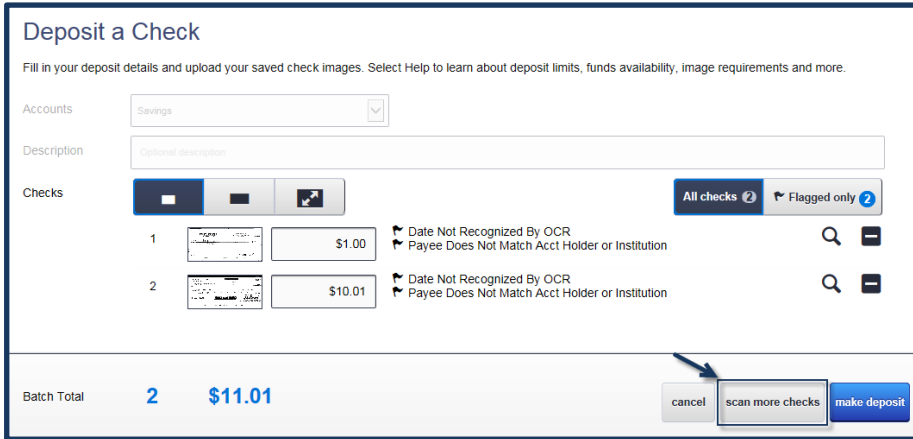 Deposit a Check
Fill in your deposit details and upload your saved check images. Select Help to learn about deposit limits, funds availability, image requirements and more.
Accounts
Savings
Description
Optional description
Checks
All checks 2
Flagged only 2
1
$1.00
Date Not Recognized By OCR
Payee Does Not Match Acct Holder or Institution
2
$10.01
Date Not Recognized By OCR
Payee Does Not Match Acct Holder or Institution
Batch Total 2 $11.01
cancel
scan more checks
make deposit